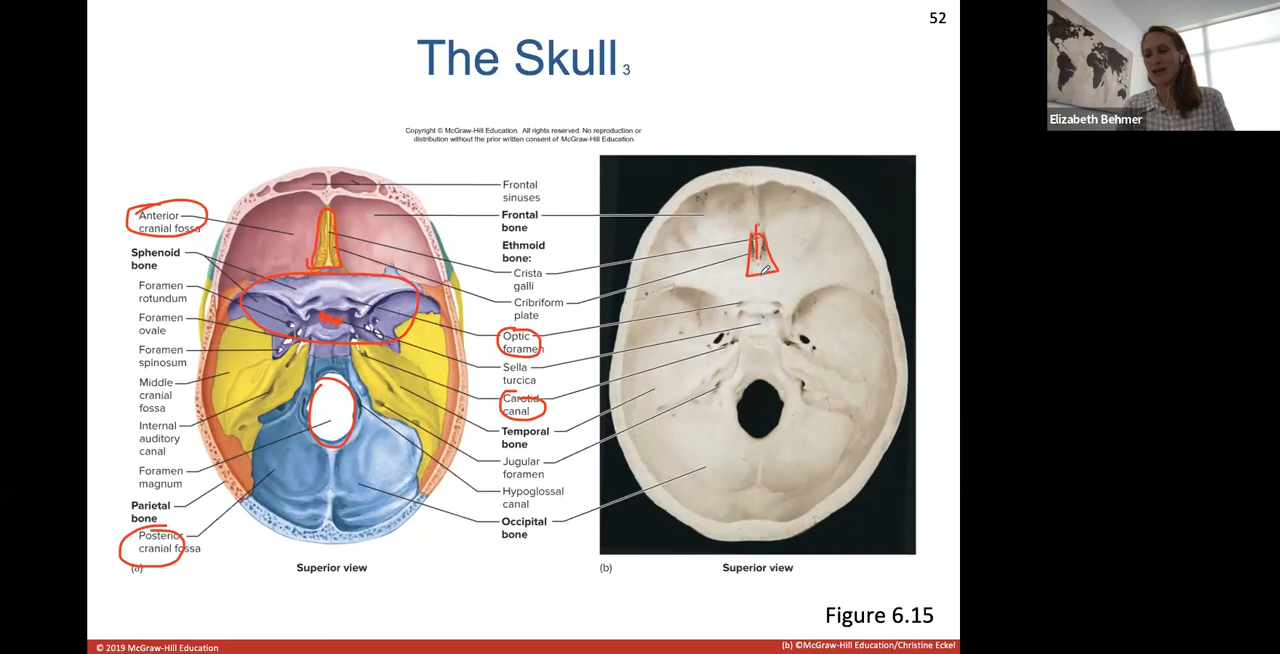 52
The Skull 3
Elizabeth Behmer
Copyright © McGraw-Hill Education. All rights reserved. No reproduction or
distribution without the prior written consent of McGraw-Hill Education.
Anterior
cranial fossa
Sphenoid
bone
Foramen
rotundum
Foramen
ovale
Foramen
spinosum
Middle
cranial
fossa
Internal
auditory
canal
Foramen
magnum
Parietal
bone
Posterior
cranial fossa
Frontal
sinuses
Frontal
bone
Ethmoid
bone:
Crista
galli
Cribriform
plate
Optic
foramen
Sella
turcica
Carotid
canal
Temporal
bone
Jugular
foramen
Hypoglossal
canal
Occipital
bone
(a)
Superior view
(b)
Superior view
Figure 6.15
© 2019 McGraw-Hill Education
(b) ©McGraw-Hill Education/Christine Eckel